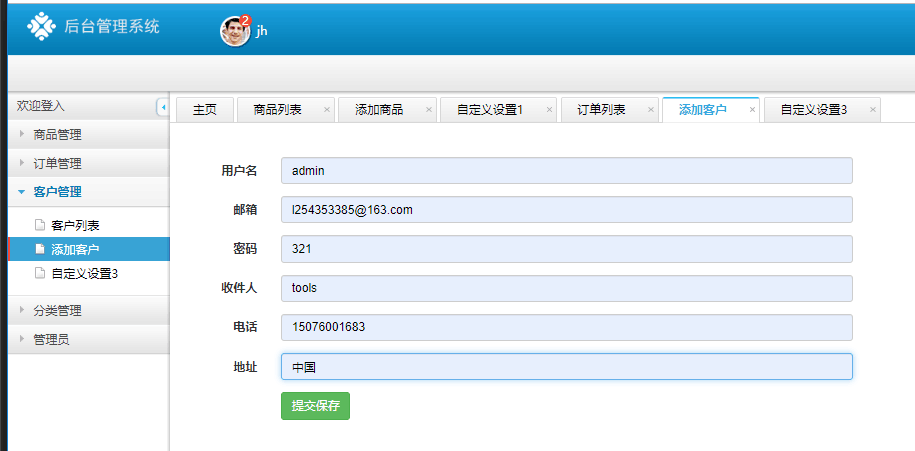 后台管理系统
2
jh
欢迎登入
主页 商品列表 × 添加商品 × 自定义设置1 × 订单列表 × 添加客户 × 自定义设置3 ×
商品管理
订单管理
客户管理
客户列表
添加客户
自定义设置3
分类管理
管理员
用户名 admin
邮箱 l254353385@163.com
密码 321
收件人 tools
电话 15076001683
地址 中国
提交保存